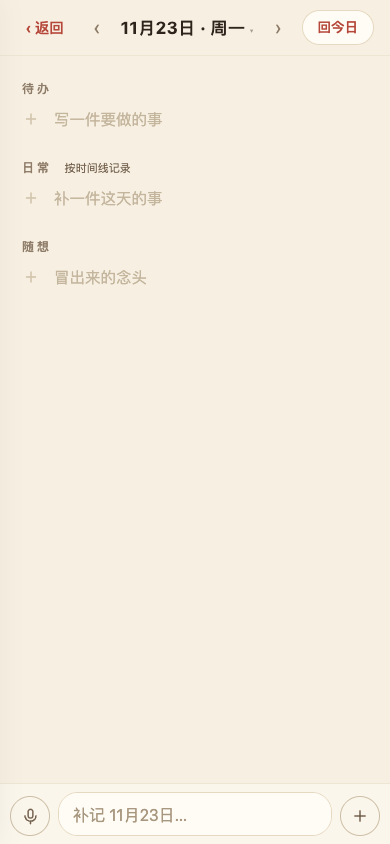 ‹ 返回 ‹ 11月23日 · 周一 · › 回今日
待办
+ 写一件要做的事
日常 按时间线记录
+ 补一件这天的事
随想
+ 冒出来的念头
补记 11月23日... +